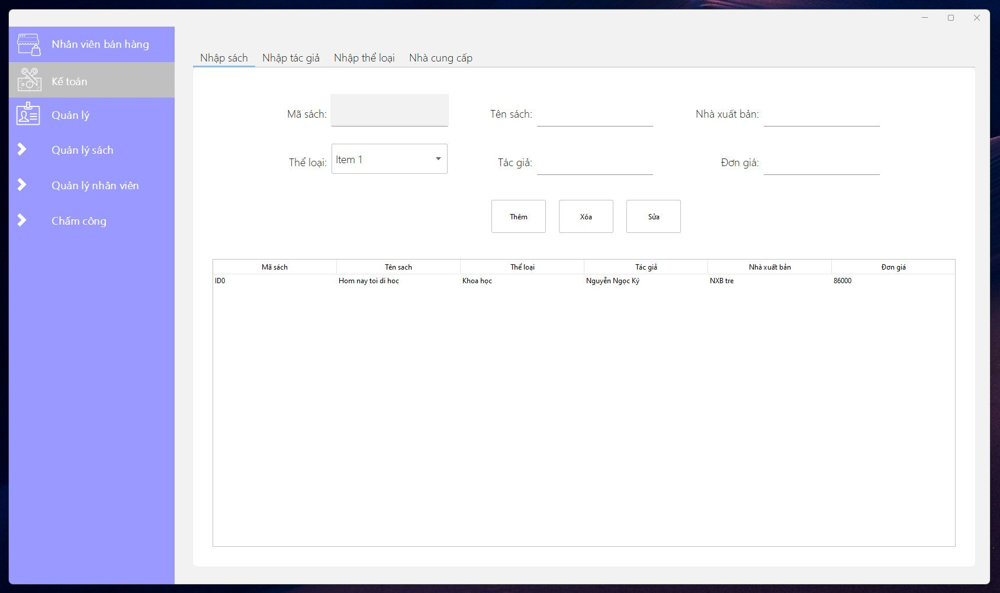 Nhân viên bán hàng
Kế toán
Quản lý
Quản lý sách
Quản lý nhân viên
Chấm công
Nhập sách Nhập tác giả Nhập thể loại Nhà cung cấp
Mã sách: Tên sách: Nhà xuất bản:
Thể loại: Item 1 Tác giả: Đơn giá:
Thêm Xóa Sửa
Mã sách Tên sach Thể loại Tác giả Nhà xuất bản Đơn giá
ID0 Hom nay toi di hoc Khoa học Nguyễn Ngọc Ký NXB tre 86000